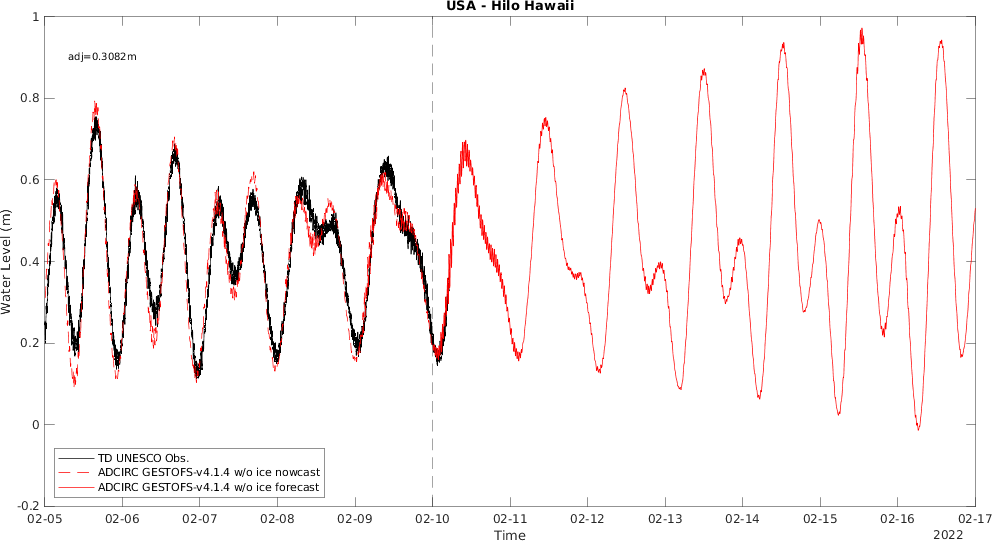 USA - Hilo Hawaii
adj=0.3082m
1
0.8
0.6
0.4
0.2
0
-0.2
Water Level (m)
TD UNESCO Obs.
ADCIRC GESTOFS-v4.1.4 w/o ice nowcast
ADCIRC GESTOFS-v4.1.4 w/o ice forecast
02-05 02-06 02-07 02-08 02-09 02-10 02-11 02-12 02-13 02-14 02-15 02-16 02-17
Time
2022